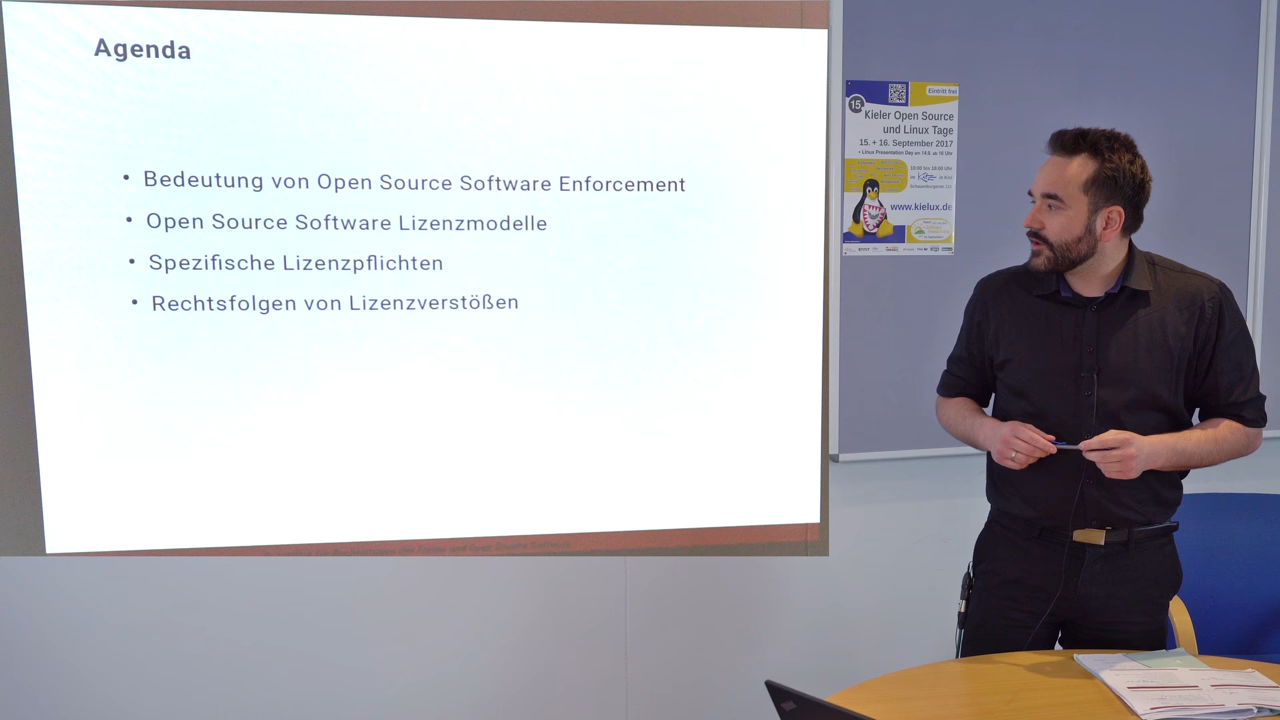 Agenda
• Bedeutung von Open Source Software Enforcement
• Open Source Software Lizenzmodelle
• Spezifische Lizenzpflichten
• Rechtsfolgen von Lizenzverstößen
Eintritt frei
15.
Kieler Open Source
und Linux Tage
15. + 16. September 2017
www.kielux.de